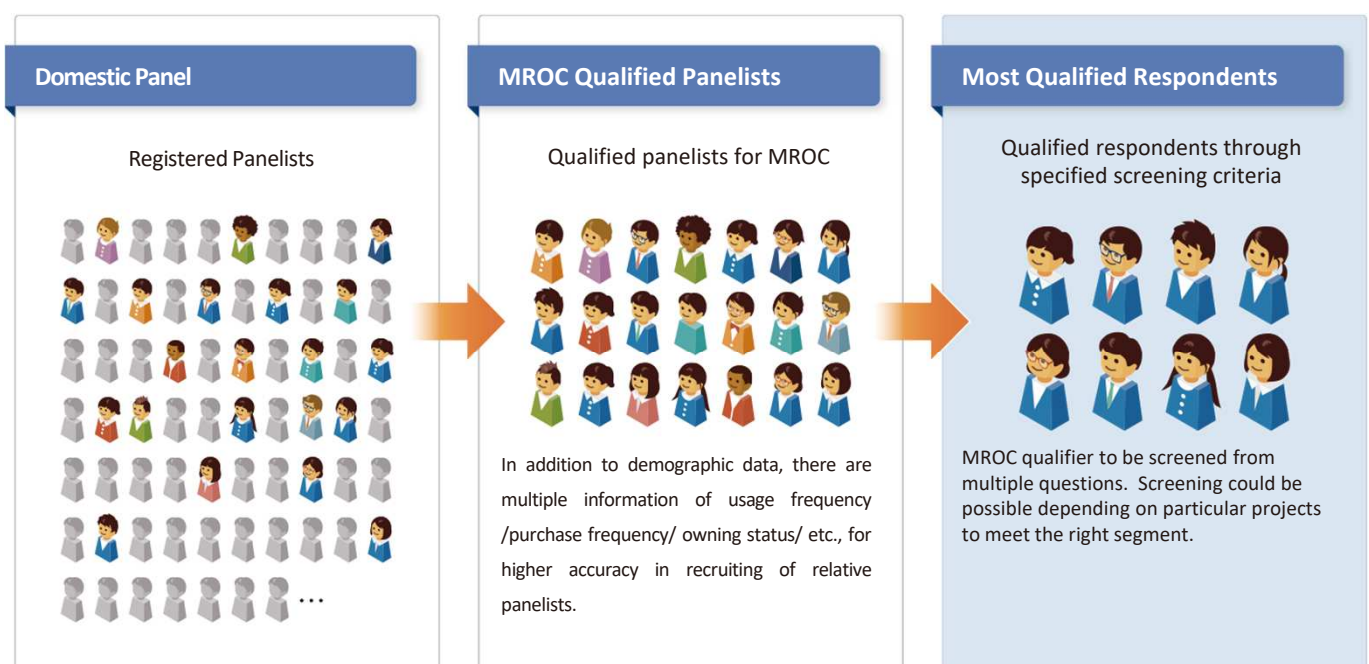 Domestic Panel
Registered Panelists
...
MROC Qualified Panelists
Qualified panelists for MROC
In addition to demographic data, there are
multiple information of usage frequency
/purchase frequency/ owning status/ etc., for
higher accuracy in recruiting of relative
panelists.
Most Qualified Respondents
Qualified respondents through
specified screening criteria
MROC qualifier to be screened from
multiple questions.  Screening could be
possible depending on particular projects
to meet the right segment.